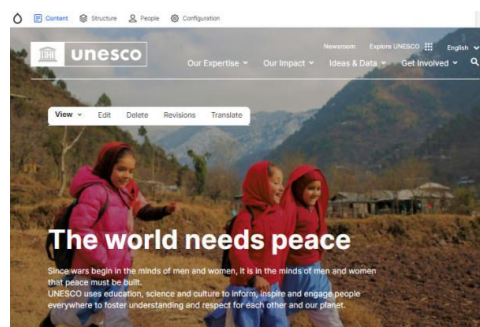 Content Structure People Configuration
Newsroom Explore UNESCO English
unesco
Our Expertise Our Impact Ideas & Data Get Involved
View Edit Delete Revisions Translate
The world needs peace
Since wars begin in the minds of men and women, it is in the minds of men and women
that peace must be built.
UNESCO uses education, science and culture to inform, inspire and engage people
everywhere to foster understanding and respect for each other and our planet.